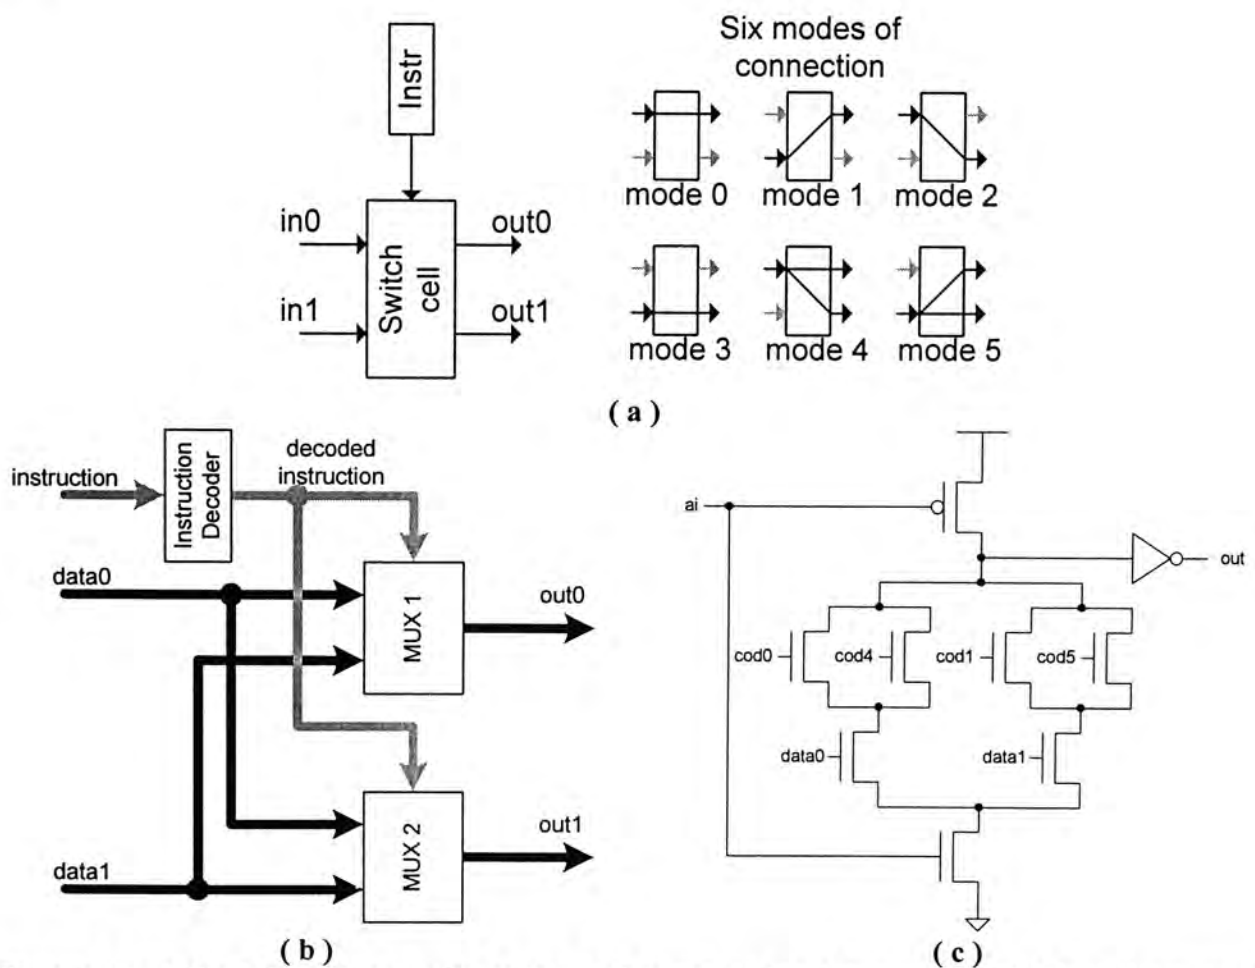 Instr
in0
in1
Switch
cell
out0
out1
Six modes of
connection
mode 0
mode 1
mode 2
mode 3
mode 4
mode 5
( a )
instruction
Instruction
Decoder
decoded
instruction
data0
data1
MUX 1
MUX 2
out0
out1
( b )
ai
out
cod0
cod4
cod1
cod5
data0
data1
( c )